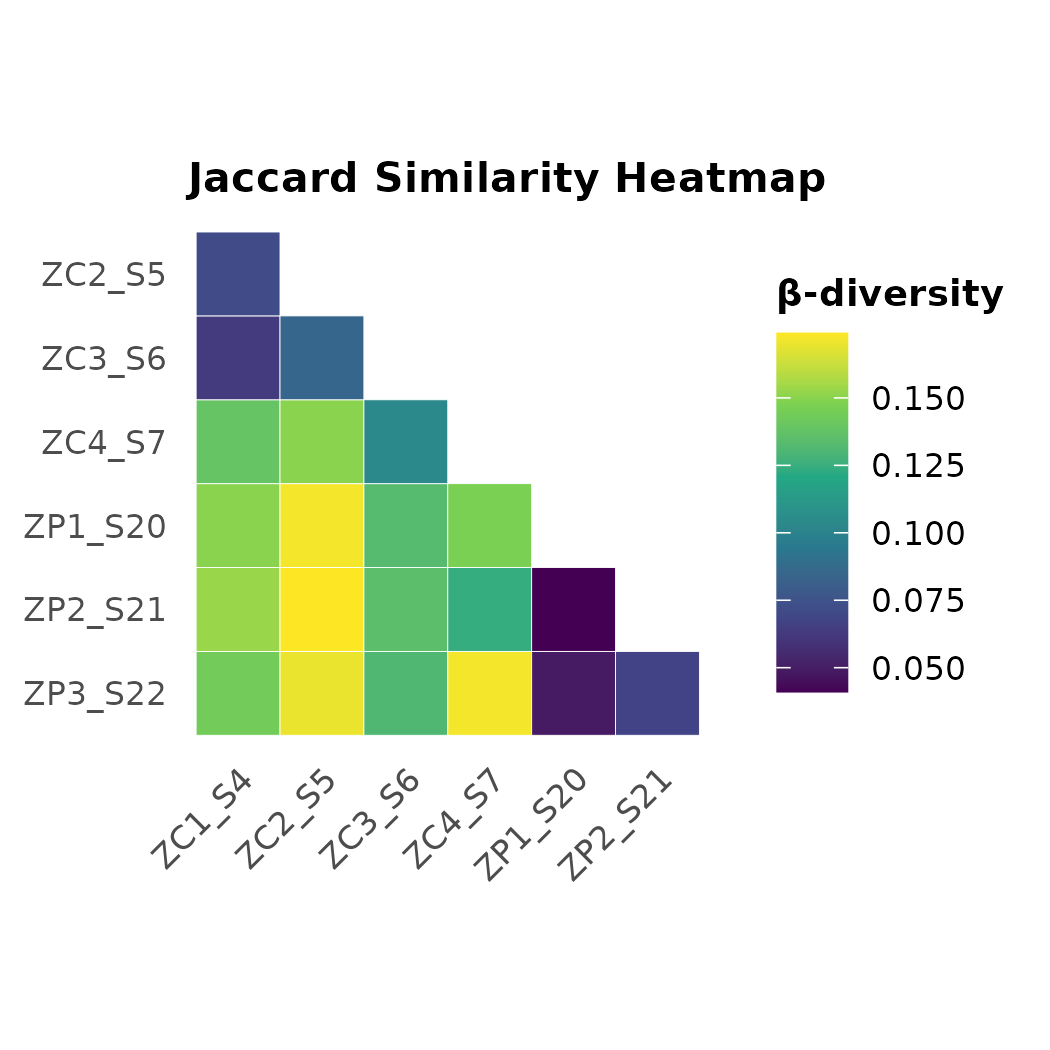 Jaccard Similarity Heatmap
ZC2_S5
ZC3_S6
ZC4_S7
ZP1_S20
ZP2_S21
ZP3_S22
ZC1_S4
ZC2_S5
ZC3_S6
ZC4_S7
ZP1_S20
ZP2_S21
β-diversity
0.150
0.125
0.100
0.075
0.050